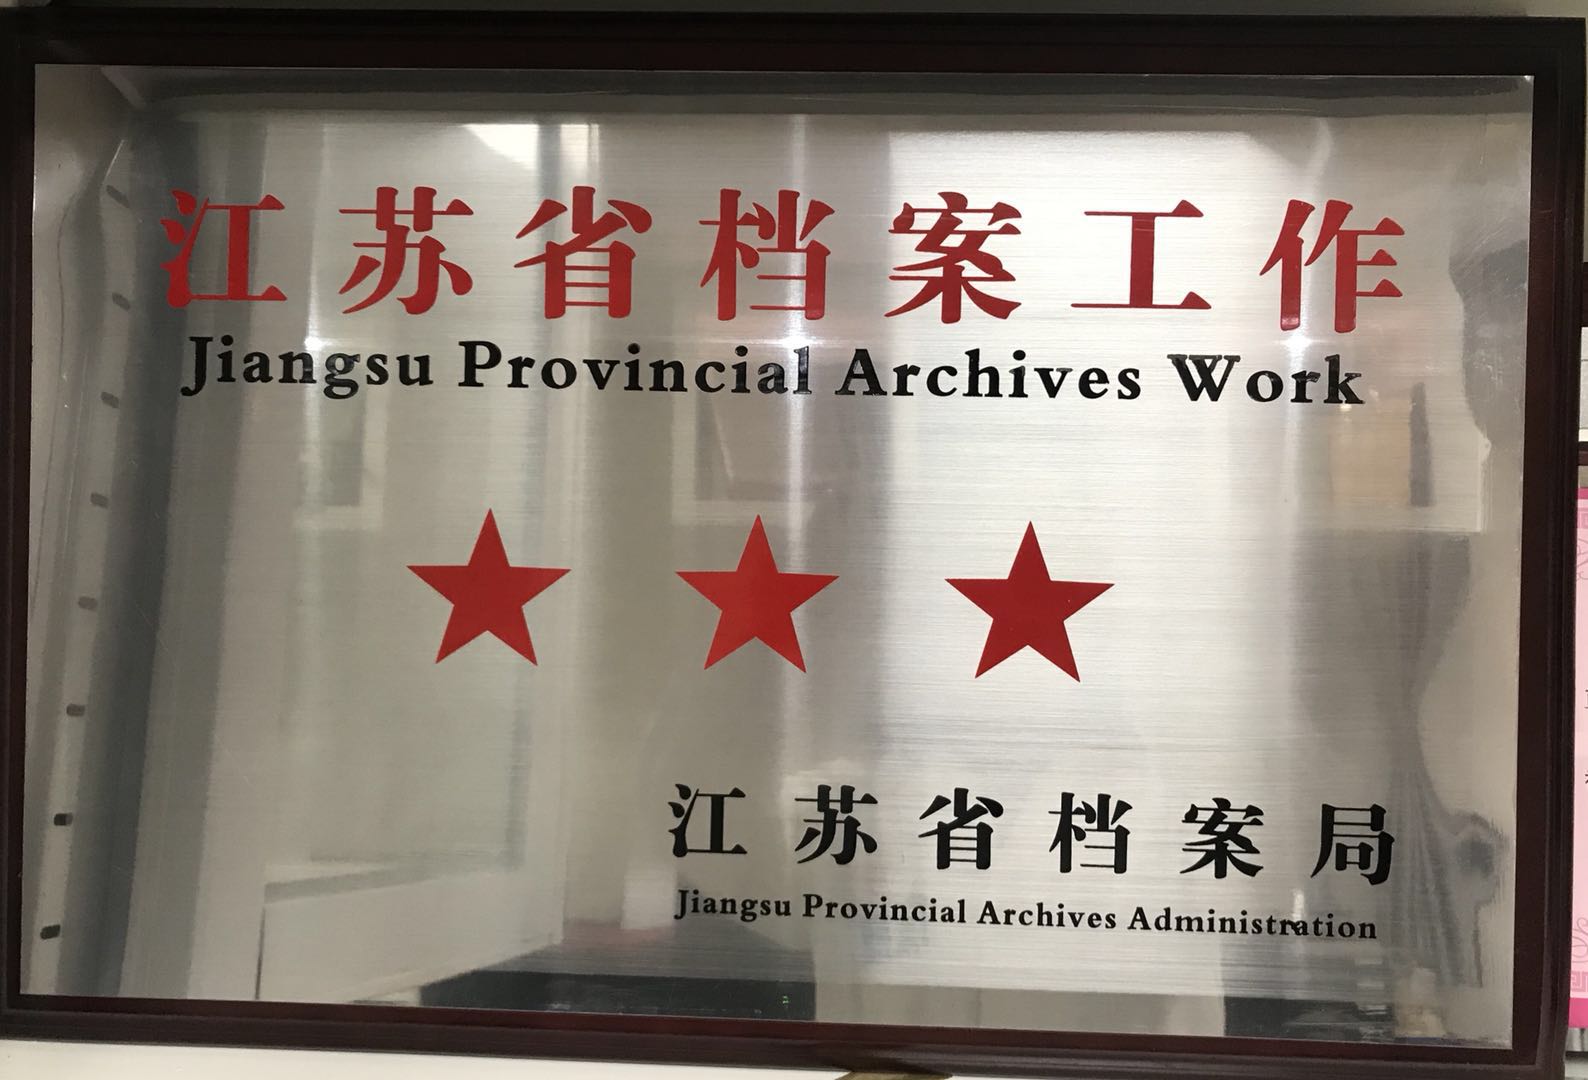 江苏省档案工作
Jiangsu Provincial Archives Work
江苏省档案局
Jiangsu Provincial Archives Administration